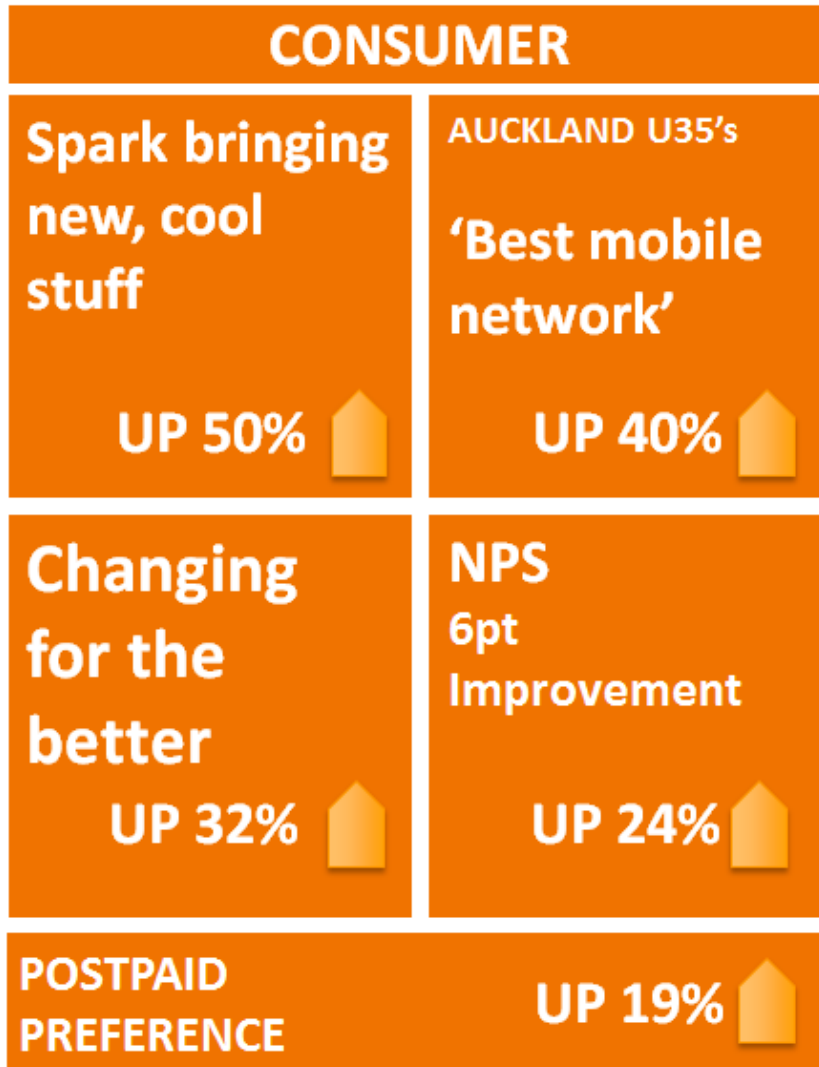 CONSUMER
Spark bringing
new, cool
stuff
UP 50%
AUCKLAND U35’s
‘Best mobile
network’
UP 40%
Changing
for the
better
UP 32%
NPS
6pt
Improvement
UP 24%
POSTPAID
PREFERENCE
UP 19%